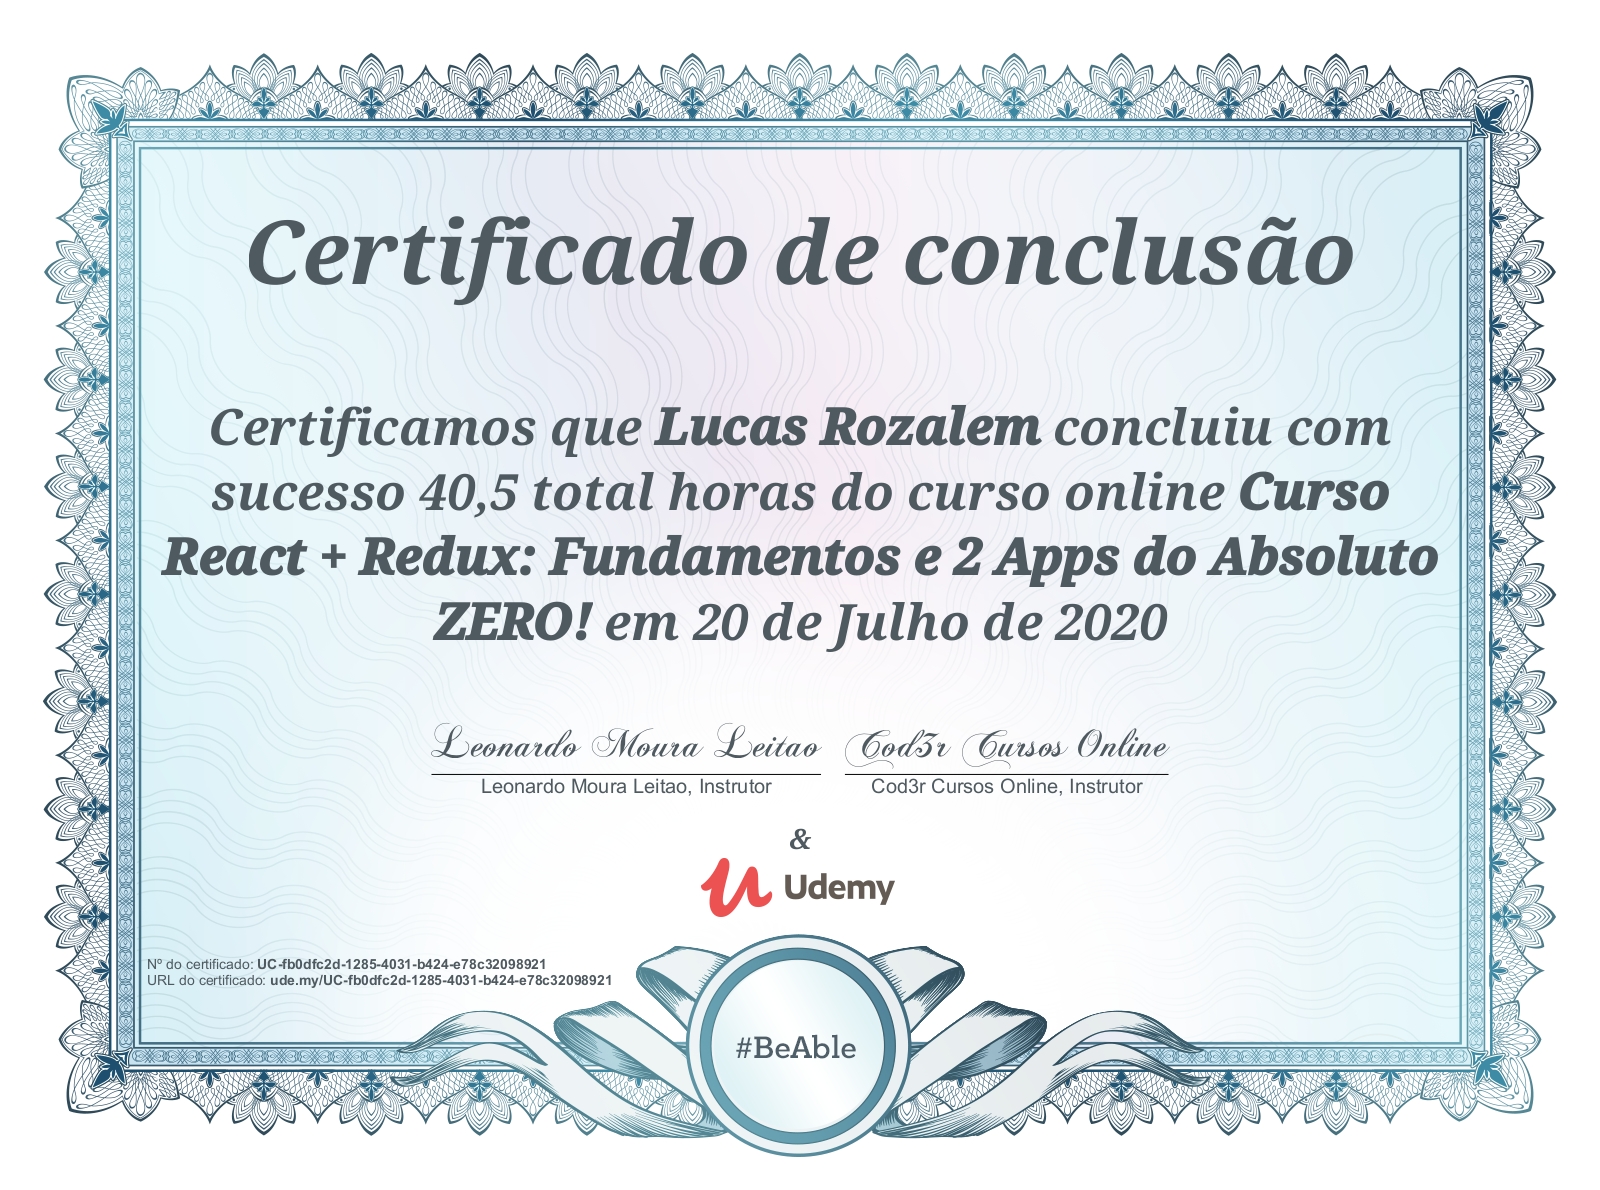 Certificado de conclusão
Certificamos que Lucas Rozalem concluiu com
sucesso 40,5 total horas do curso online Curso
React + Redux: Fundamentos e 2 Apps do Absoluto
ZERO! em 20 de Julho de 2020
Leonardo Moura Leitao Cod3r Cursos Online
Leonardo Moura Leitao, Instrutor Cod3r Cursos Online, Instrutor
&
Udemy
Nº do certificado: UC-fb0dfc2d-1285-4031-b424-e78c32098921
URL do certificado: ude.my/UC-fb0dfc2d-1285-4031-b424-e78c32098921
#BeAble